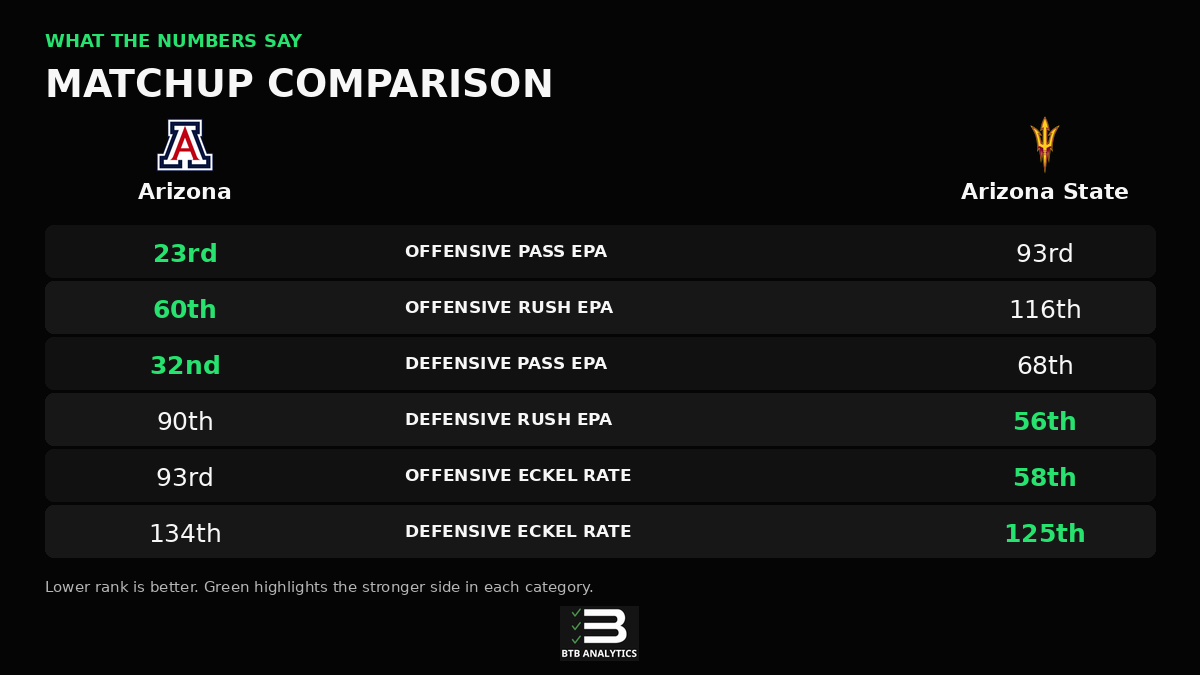 WHAT THE NUMBERS SAY
MATCHUP COMPARISON
A
Arizona Arizona State
23rd OFFENSIVE PASS EPA 93rd
60th OFFENSIVE RUSH EPA 116th
32nd DEFENSIVE PASS EPA 68th
90th DEFENSIVE RUSH EPA 56th
93rd OFFENSIVE ECKEL RATE 58th
134th DEFENSIVE ECKEL RATE 125th
Lower rank is better. Green highlights the stronger side in each category.
B
BTB ANALYTICS